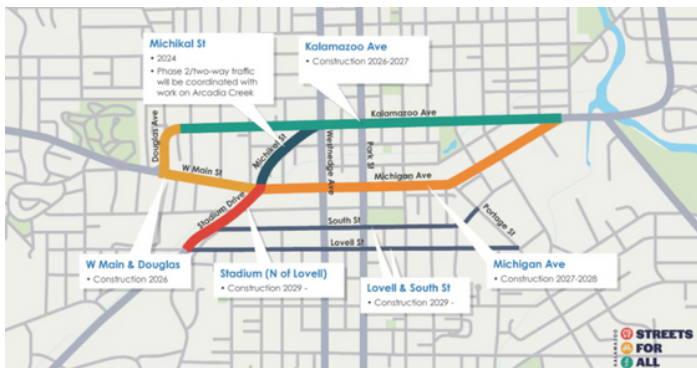 Michikal St
• 2024
• Phase 2/two-way traffic
will be coordinated with
work on Arcadia Creek
Kalamazoo Ave
• Construction 2026-2027
Kalamazoo Ave
Douglas Ave
Michikal St
Westnedge Ave
Park St
W Main St
Michigan Ave
Stadium Drive
Portage St
South St
Lovell St
W Main & Douglas
• Construction 2026
Stadium (N of Lovell)
• Construction 2029 -
Lovell & South St
• Construction 2029 -
Michigan Ave
• Construction 2027-2028
KALAMAZOO
STREETS
FOR
ALL